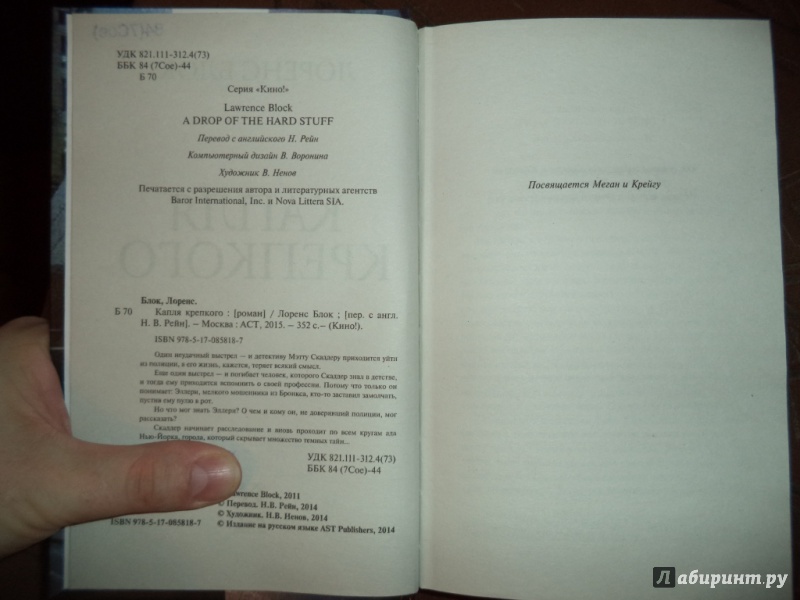 УДК 821.111-312.4(73)
ББК 84 (7Сое)-44
Б 70
Серия «Кино!»
Lawrence Block
A DROP OF THE HARD STUFF
Перевод с английского Н. Рейн
Компьютерный дизайн В. Воронина
Художник В. Ненов
Печатается с разрешения автора и литературных агентств
Baror International, Inc. и Nova Littera SIA.
КАПЛЯ
КРЕПКОГО
Блок, Лоренс.
Б 70 Капля крепкого : [роман] / Лоренс Блок ; [пер. с англ.
Н. В. Рейн]. – Москва : АСТ, 2015. – 352 с.– (Кино!).
ISBN 978-5-17-085818-7
Один неудачный выстрел — и детективу Мэтту Скаддеру приходится уйти
из полиции, а его жизнь, кажется, теряет всякий смысл.
Еще один выстрел — и погибает человек, которого Скаддер знал в детстве,
и тогда ему приходится вспомнить о своей профессии. Потому что только он
понимает: Эллери, мелкого мошенника из Бронкса, кто-то заставил замолчать,
пустив ему пулю в рот.
Но что мог знать Эллери? О чем и кому он, не доверявший полиции, мог
рассказать?
Скаддер начинает расследование и вновь проходит по всем кругам ада
Нью-Йорка, города, который скрывает множество темных тайн...
УДК 821.111-312.4(73)
ББК 84 (7Сое)-44
Lawrence Block, 2011
© Перевод. Н.В. Рейн, 2014
© Художник. Н.В. Ненов, 2014
ISBN 978-5-17-085818-7 © Издание на русском языке AST Publishers, 2014
Посвящается Меган и Крейгу
Лабиринт.ру